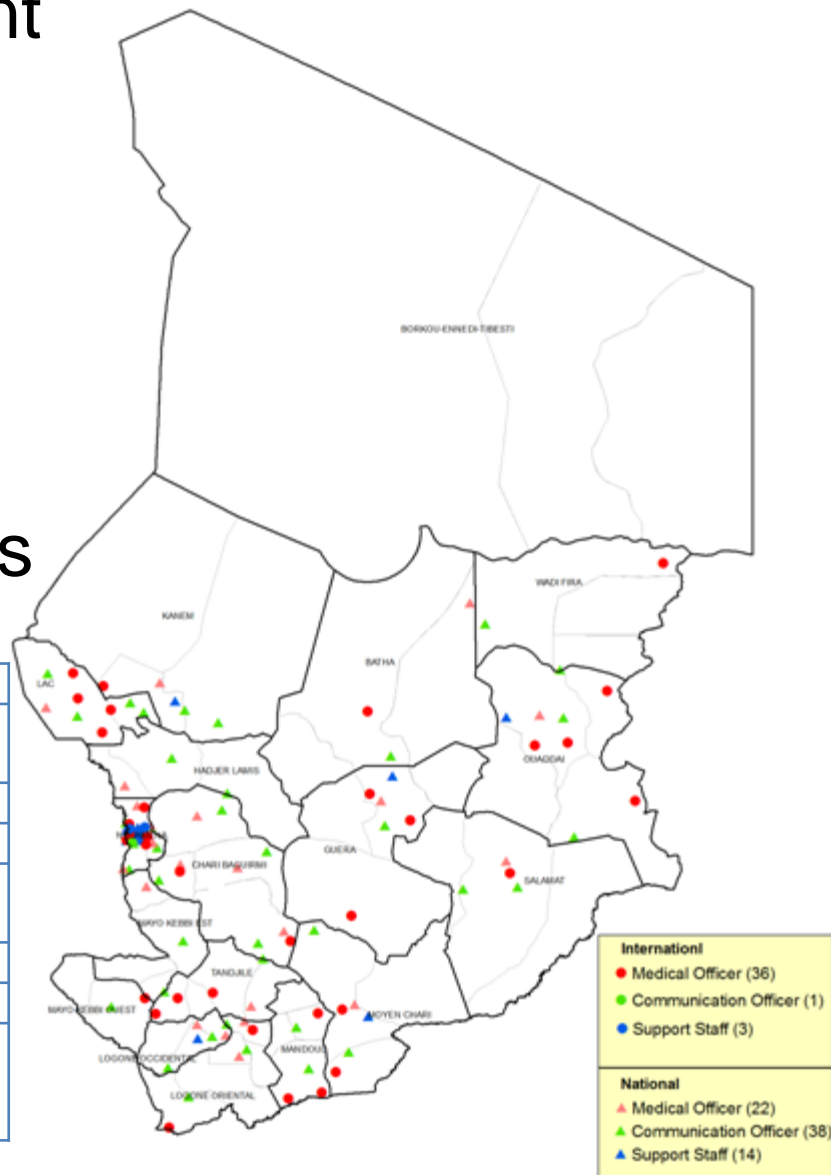 nt
BORKOU-ENNEDI-TIBESTI
s
WADI FIRA
KANEM
BATHA
LAC
OUADDAI
HADJER LAMIS
GUERA
CHARI BAGUIRMI
SALAMAT
MAYO KEBBI EST
TANDJILE
MAYO KEBBI OUEST
MOYEN CHARI
MANDOUL
LOGONE OCCIDENTAL
LOGONE ORIENTAL
Internationl
Medical Officer (36)
Communication Officer (1)
Support Staff (3)
National
Medical Officer (22)
Communication Officer (38)
Support Staff (14)